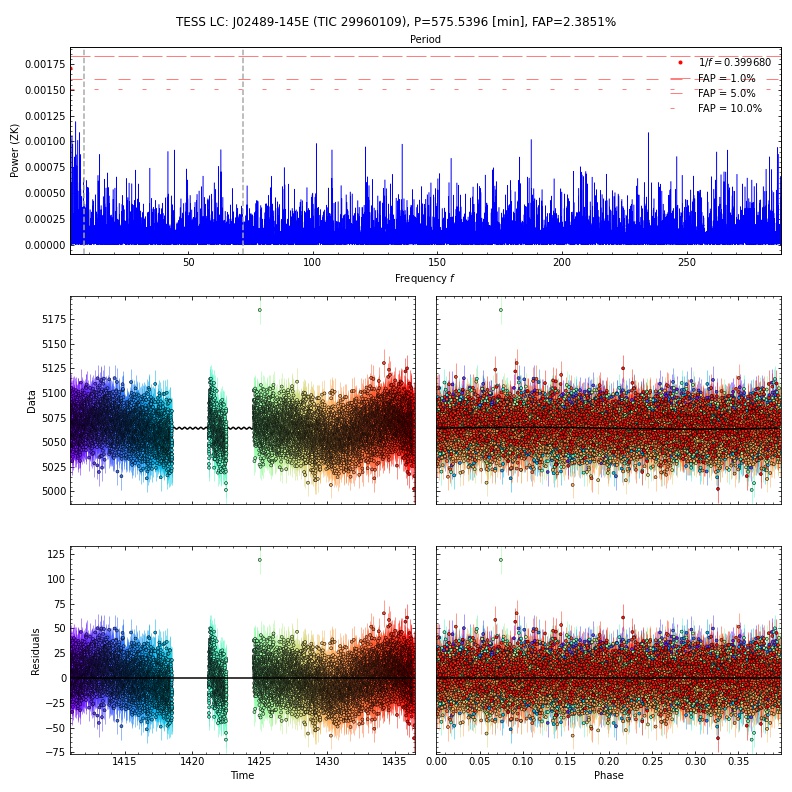 TESS LC: J02489-145E (TIC 29960109), P=575.5396 [min], FAP=2.3851%
Period
0.00175
0.00150
0.00125
0.00100
0.00075
0.00050
0.00025
0.00000
Power (ZK)
1/f = 0.399680
FAP = 1.0%
FAP = 5.0%
FAP = 10.0%
50 100 150 200 250
Frequency f
5175
5150
5125
5100
5075
5050
5025
5000
Data
125
100
75
50
25
0
−25
−50
−75
Residuals
1415 1420 1425 1430 1435
Time
0.00 0.05 0.10 0.15 0.20 0.25 0.30 0.35
Phase